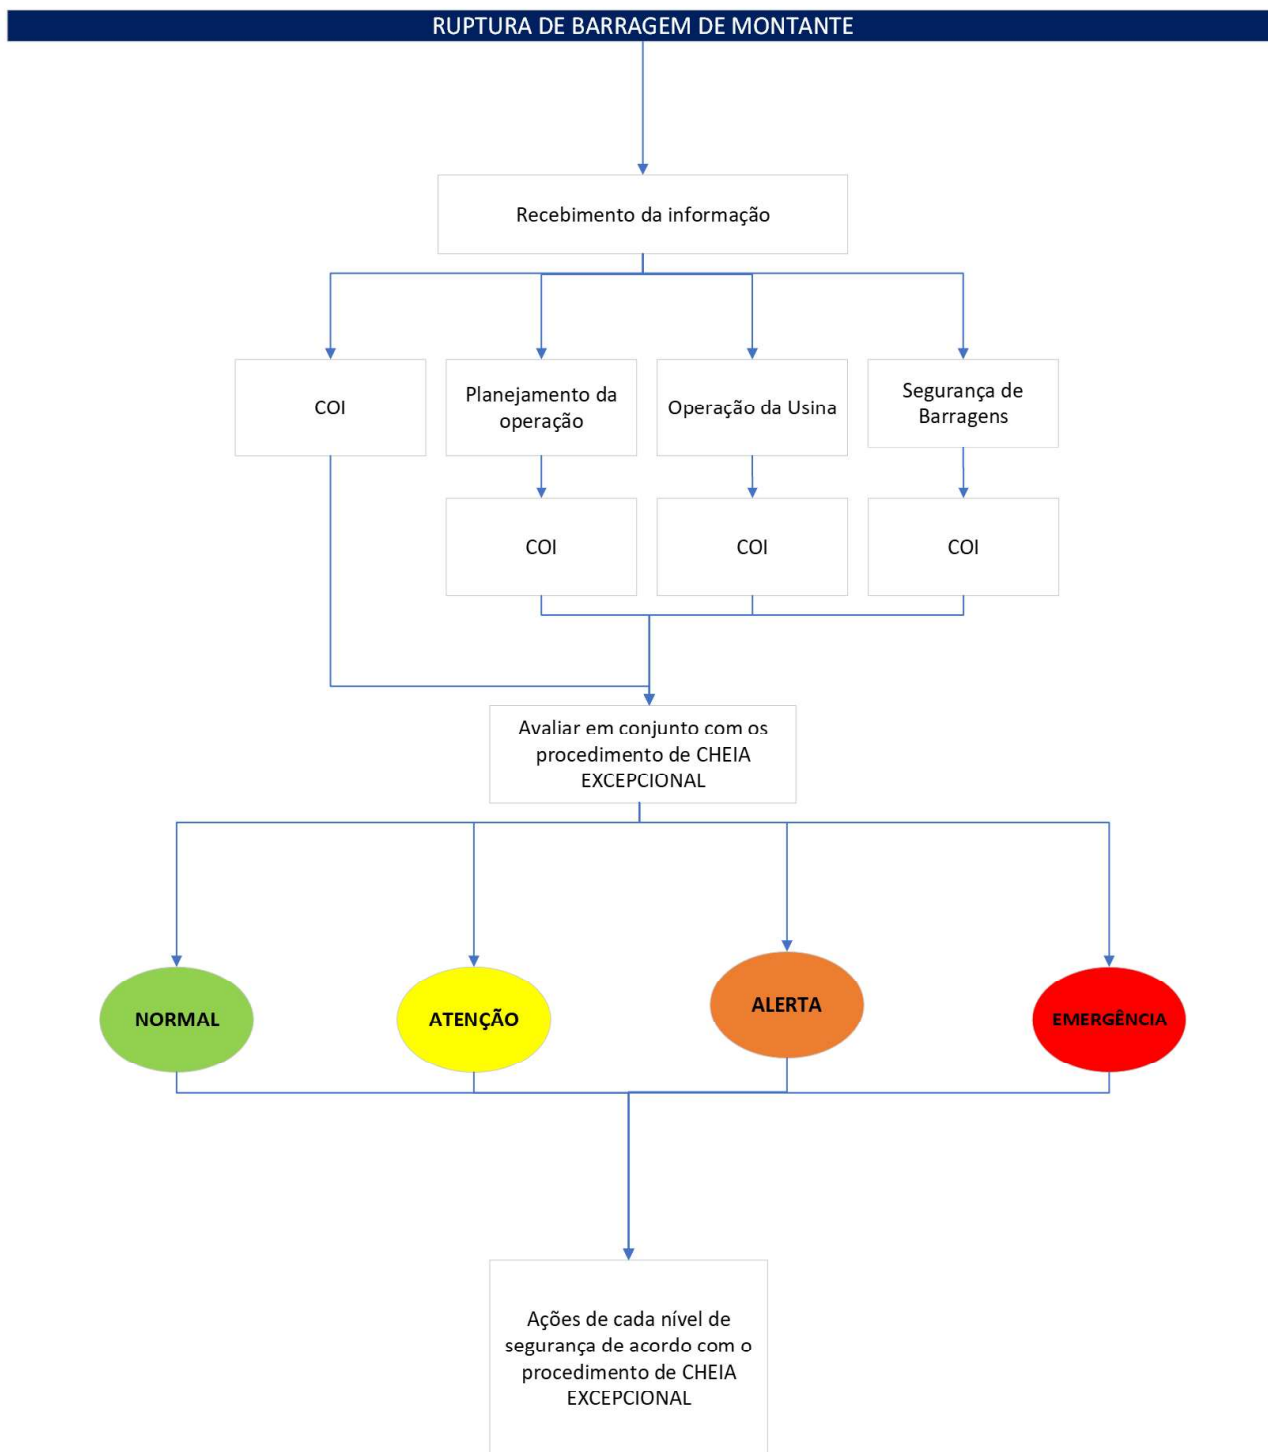 RUPTURA DE BARRAGEM DE MONTANTE
Recebimento da informação
COI
Planejamento da
operação
Operação da Usina
Segurança de
Barragens
COI
COI
COI
Avaliar em conjunto com os
procedimento de CHEIA
EXCEPCIONAL
NORMAL
ATENÇÃO
ALERTA
EMERGÊNCIA
Ações de cada nível de
segurança de acordo com o
procedimento de CHEIA
EXCEPCIONAL